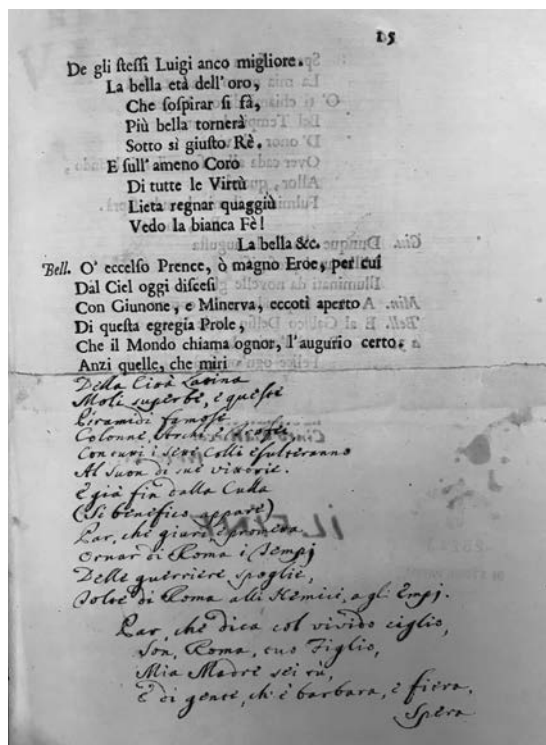 15
De gli ſteſſi Luigi anco migliore.
La bella età dell'oro,
Che ſoſpirar ſi fà,
Più bella tornerà
Sotto sì giuſto Rè.
E ſull'ameno Coro
Di tutte le Virtù
Lieta regnar quaggiù
Vedo la bianca Fè!
La bella &c.
Bell. O' eccelſo Prence, ò magno Eroe, per cui
Dal Ciel oggi diſceſi
Con Giunone, e Minerva, eccoti aperto
Di queſta egregia Prole,
Che il Mondo chiama ognor, l'augurio certo.
Anzi quelle, che miri
Della Città Latina
Moli superbe, e queste
Piramidi famose
Colonne, Archi, e Trofei
Con cui i sette Colli esulteranno
Al suon di sue vittorie.
E già fin dalla Culla
(Sì benefico appare)
Par, che giuri e prometta
Ornar di Roma i Tempj
Delle guerriere spoglie,
Tolte di Roma alli Nemici, agli Empj.
Par, che dica col vivido ciglio,
Son, Roma, tuo Figlio,
Mia Madre sei tù,
E di gente, ch'è barbara, e fiera,
Spera